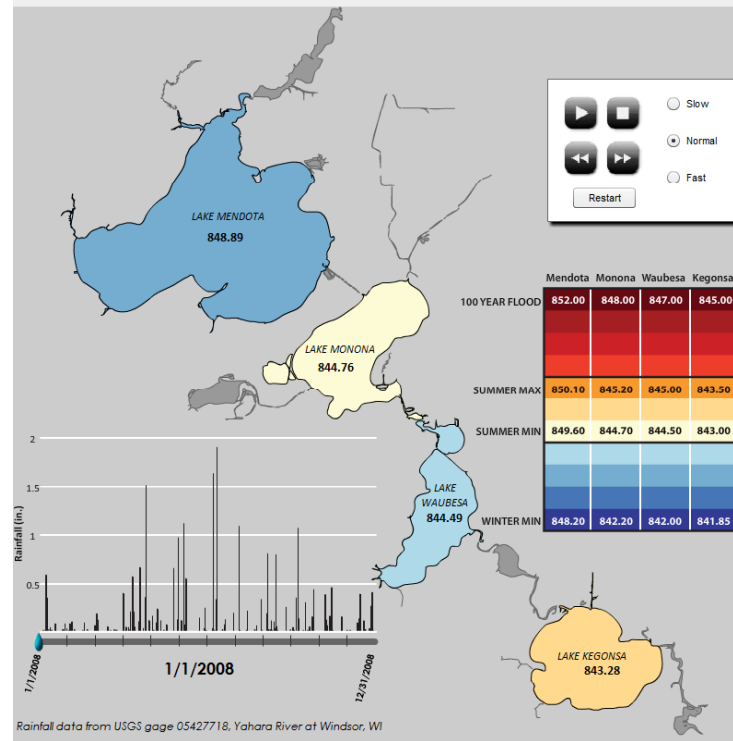 LAKE MENDOTA
848.89
Slow
Normal
Fast
Restart
LAKE MONONA
844.76
Mendota Monona Waubesa Kegonsa
100 YEAR FLOOD 852.00 848.00 847.00 845.00
SUMMER MAX 850.10 845.20 845.00 843.50
SUMMER MIN 849.60 844.70 844.50 843.00
WINTER MIN 848.20 842.20 842.00 841.85
LAKE
WAUBESA
844.49
LAKE KEGONSA
843.28
Rainfall (in.)
2
1.5
1
0.5
1/1/2008
1/1/2008
12/31/2008
Rainfall data from USGS gage 05427718, Yahara River at Windsor, WI